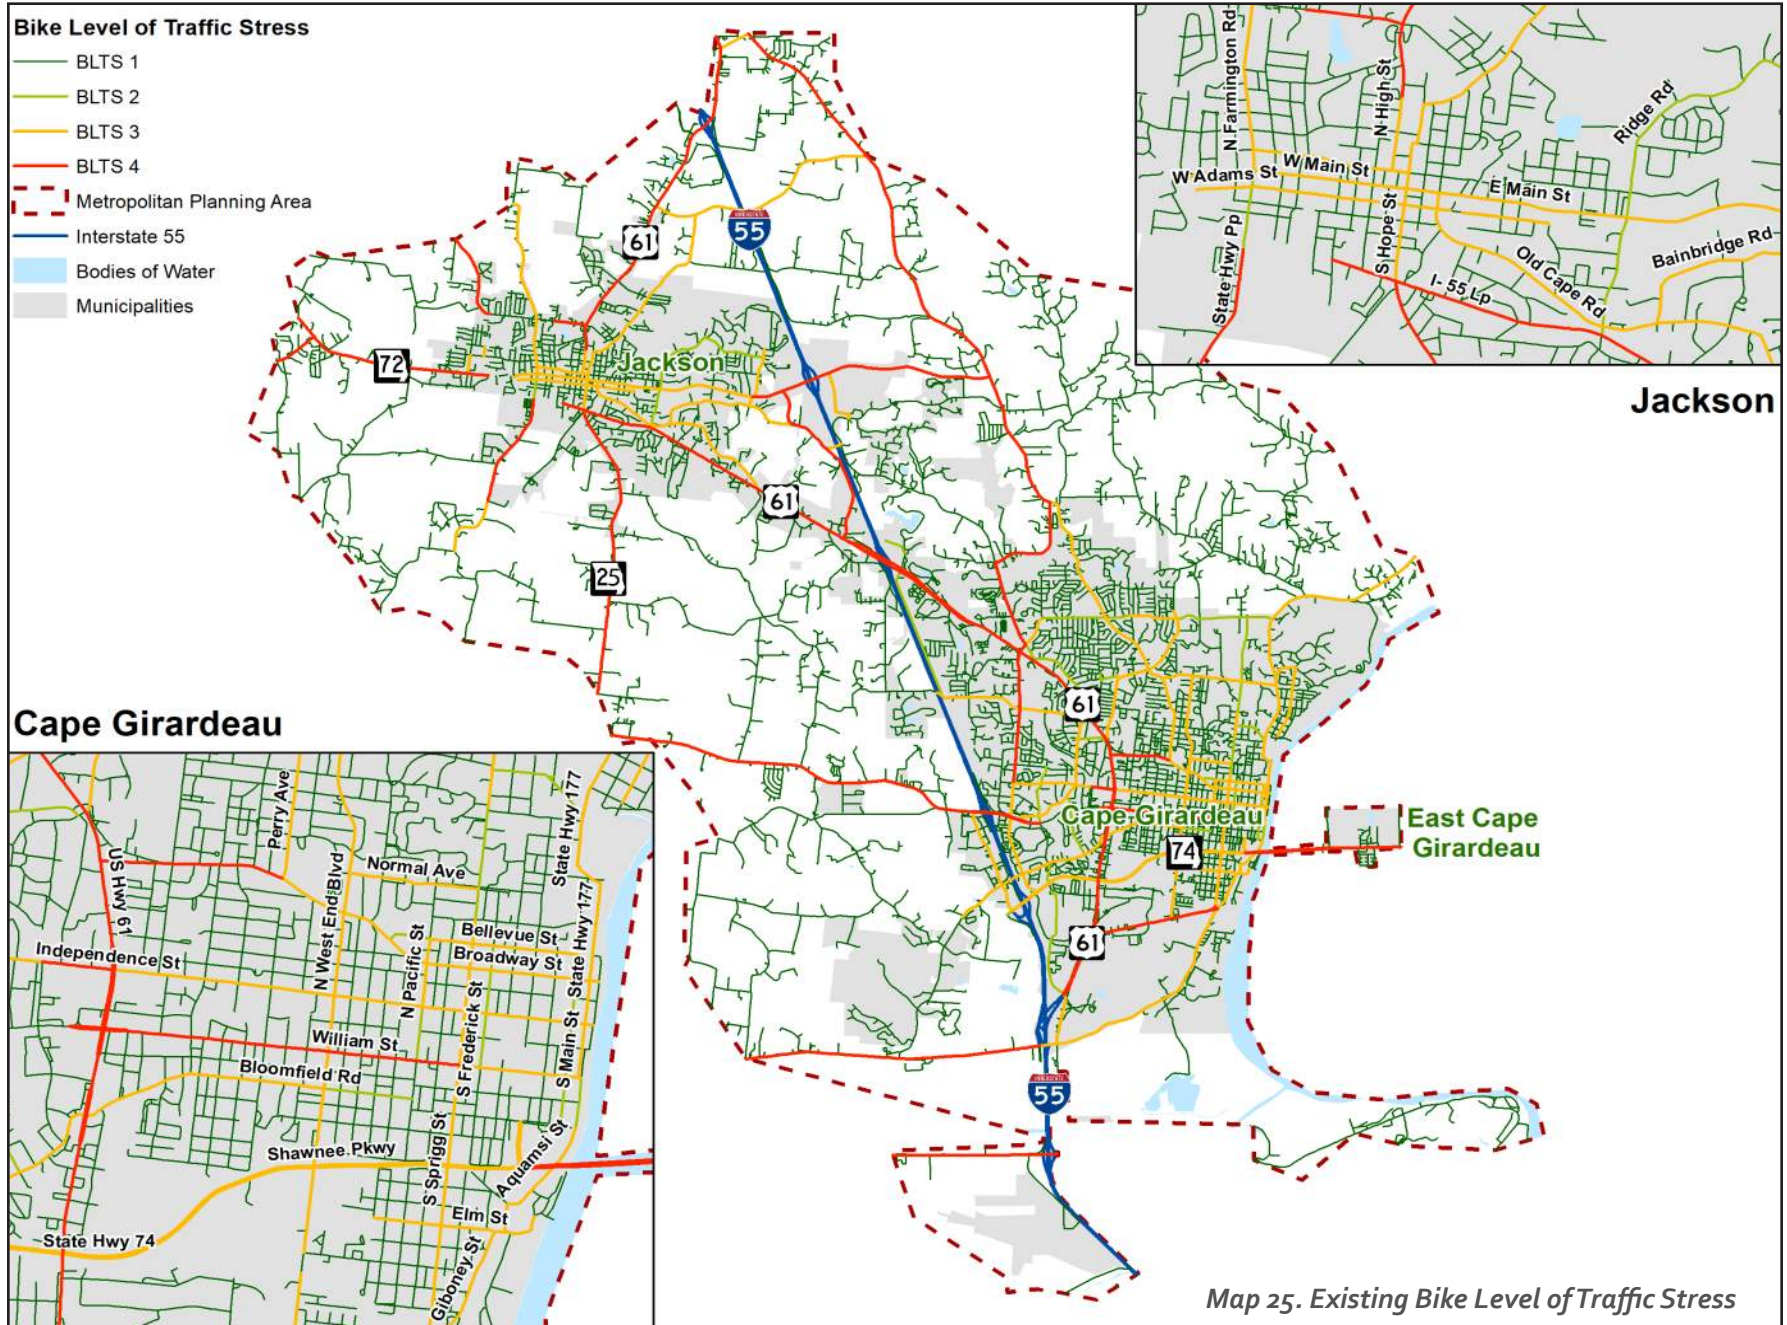 Bike Level of Traffic Stress
BLTS 1
BLTS 2
BLTS 3
BLTS 4
Metropolitan Planning Area
Interstate 55
Bodies of Water
Municipalities
N Farmington Rd
N High St
Ridge Rd
W Main St
W Adams St
E Main St
S Hope St
State Hwy Pp
Old Cape Rd
Bainbridge Rd
I- 55 Lp
Jackson
61
55
72
Jackson
61
25
61
Cape Girardeau
74
East Cape
Girardeau
61
55
Cape Girardeau
Perry Ave
State Hwy 177
US Hwy 61
N West End Blvd
Normal Ave
State Hwy 177
Bellevue St
Broadway St
Independence St
N Pacific St
S Frederick St
S Main St
William St
Bloomfield Rd
Shawnee Pkwy
S Sprigg St
Aquamsi St
Elm St
State Hwy 74
Giboney St
Map 25. Existing Bike Level of Traffic Stress